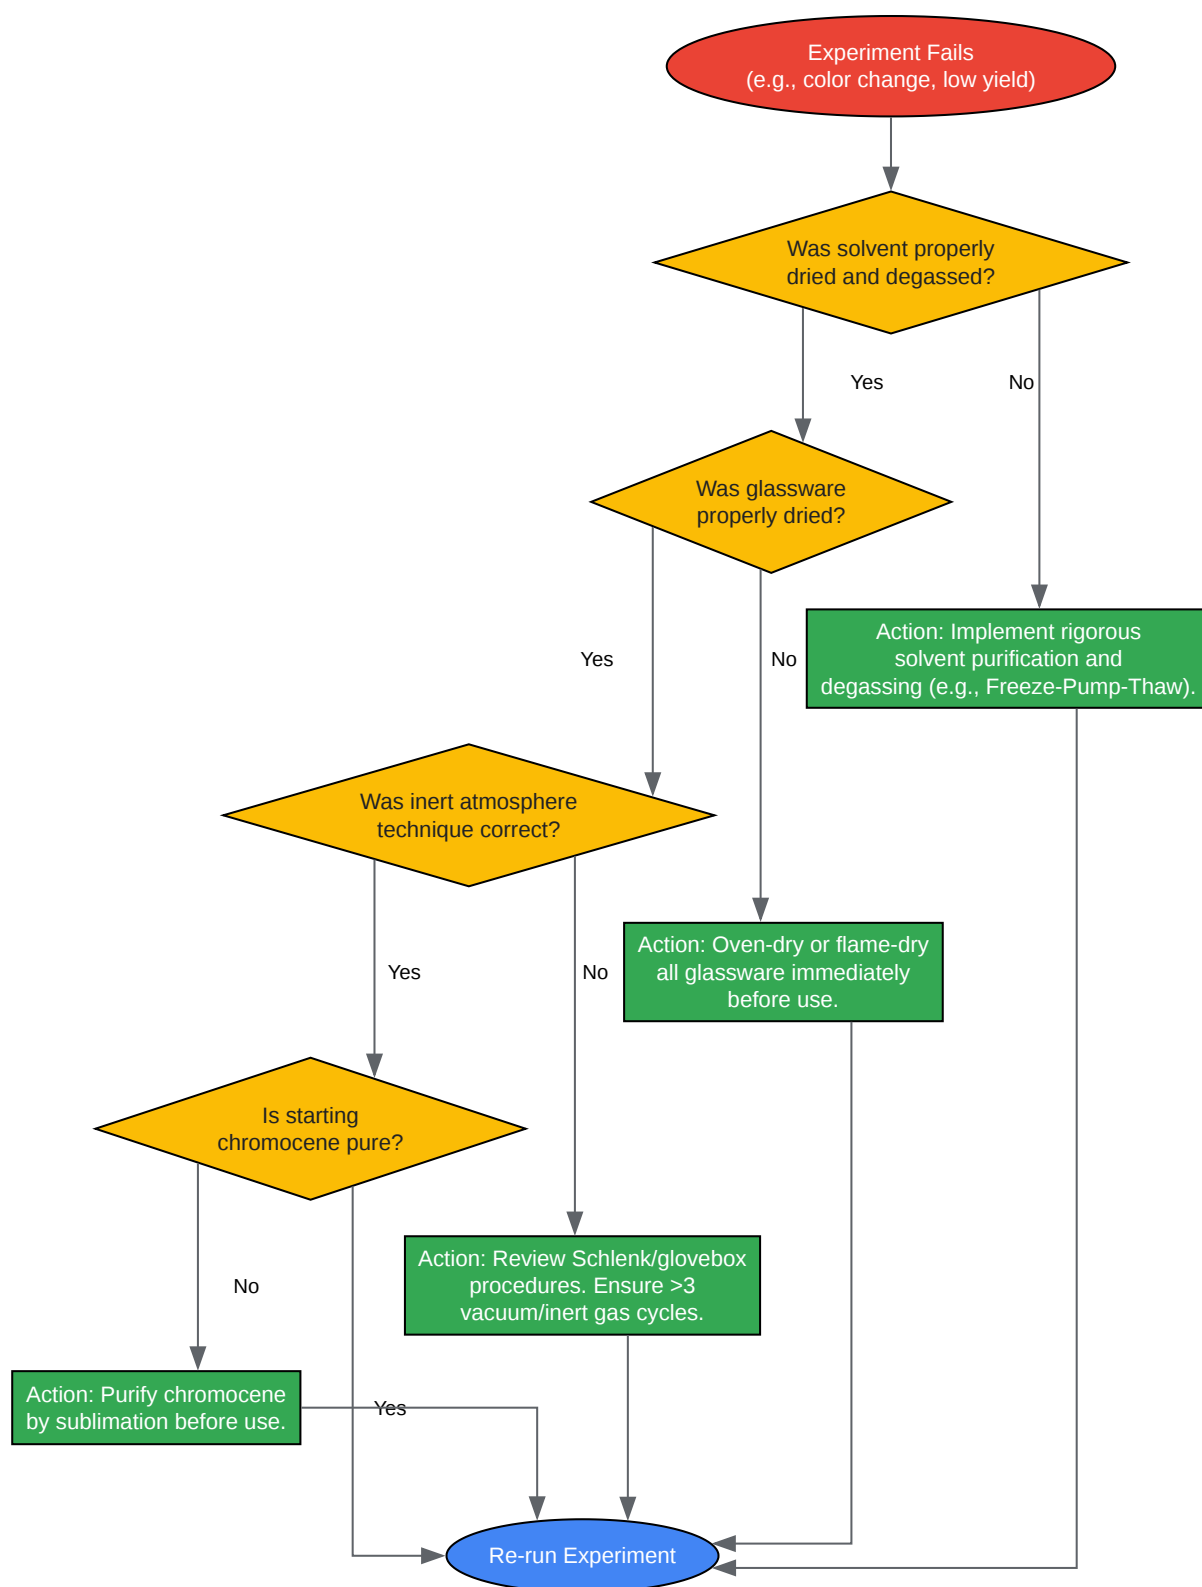 Experiment Fails
(e.g., color change, low yield)
Was solvent properly
dried and degassed?
Yes
No
Was glassware
properly dried?
Yes
No
Action: Implement rigorous
solvent purification and
degassing (e.g., Freeze-Pump-Thaw).
Was inert atmosphere
technique correct?
Yes
No
Action: Oven-dry or flame-dry
all glassware immediately
before use.
Is starting
chromocene pure?
No
Yes
Action: Review Schlenk/glovebox
procedures. Ensure >3
vacuum/inert gas cycles.
Action: Purify chromocene
by sublimation before use.
Re-run Experiment